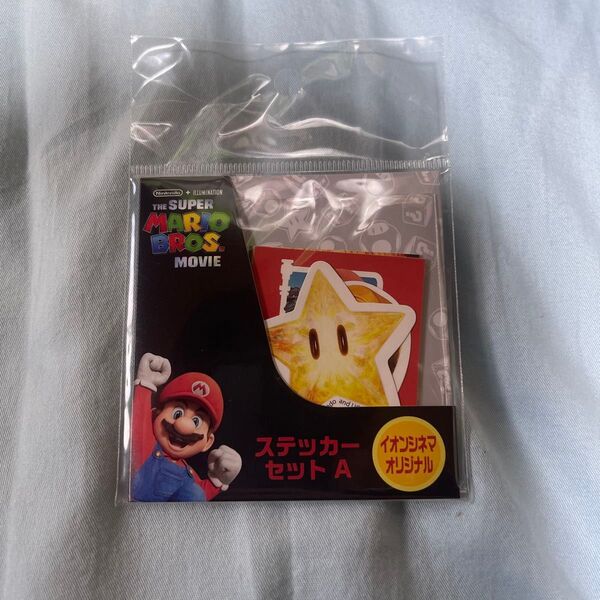 Nintendo + ILLUMINATION
THE SUPER
MARIO
BROS.
MOVIE
ステッカー
セット A
イオンシネマ
オリジナル